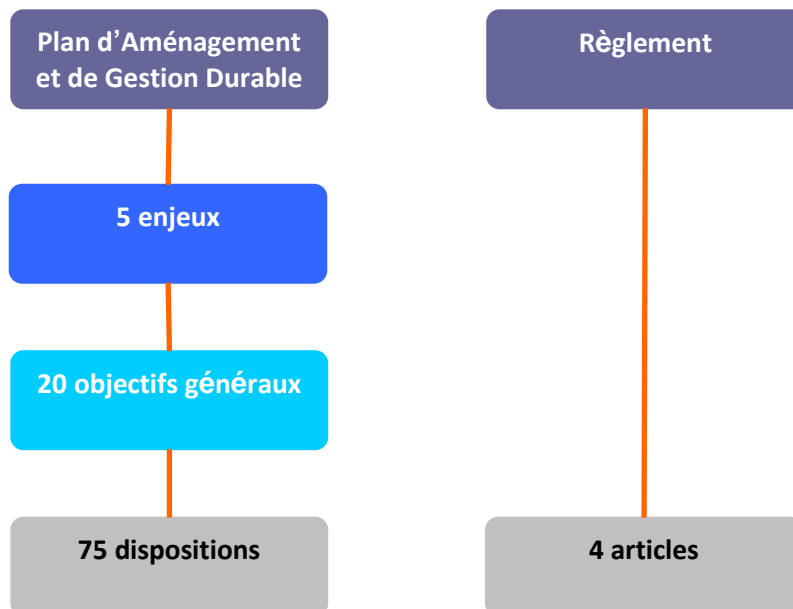 Plan d’Aménagement
et de Gestion Durable
Règlement
5 enjeux
20 objectifs généraux
75 dispositions
4 articles